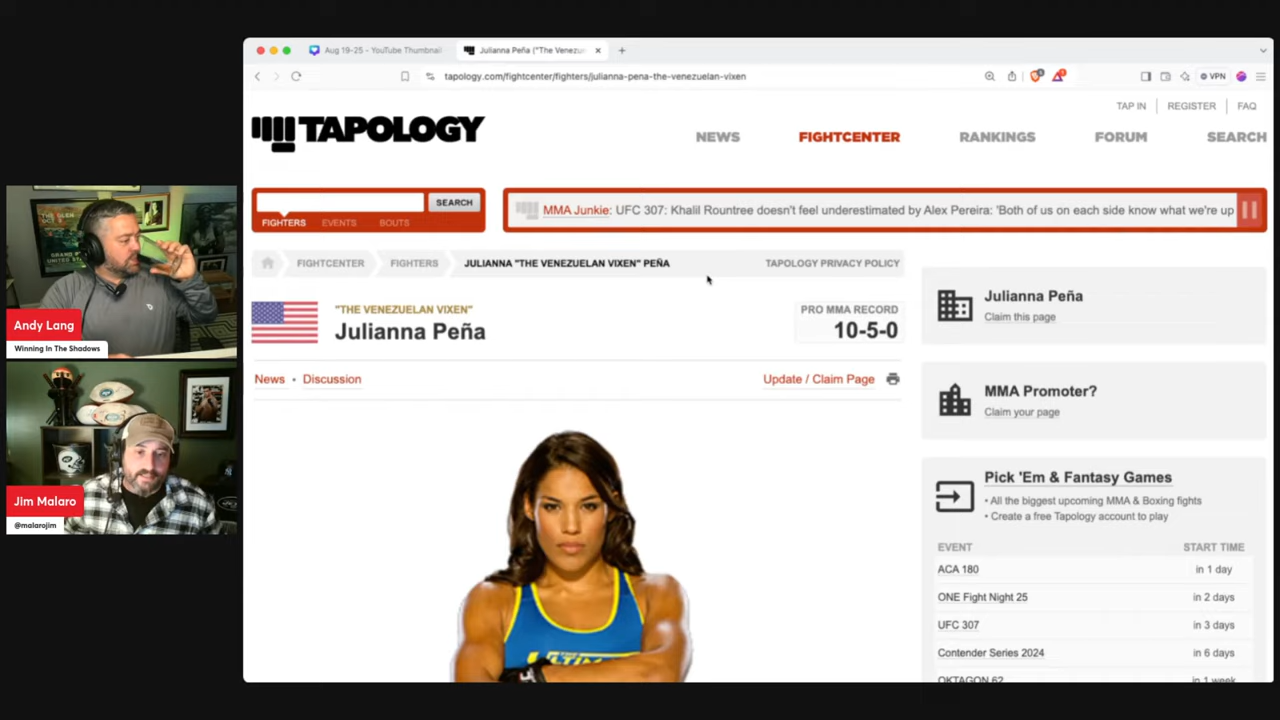 Aug 19-25 - YouTube Thumbnail
Julianna Peña ("The Venezue
tapology.com/fightcenter/fighters/julianna-pena-the-venezuelan-vixen
VPN
TAP IN
REGISTER
FAQ
TAPOLOGY
NEWS
FIGHTCENTER
RANKINGS
FORUM
SEARCH
SEARCH
FIGHTERS
EVENTS
BOUTS
MMA Junkie: UFC 307: Khalil Rountree doesn't feel underestimated by Alex Pereira: 'Both of us on each side know what we're up
FIGHTCENTER
FIGHTERS
JULIANNA "THE VENEZUELAN VIXEN" PEÑA
TAPOLOGY PRIVACY POLICY
"THE VENEZUELAN VIXEN"
Julianna Peña
PRO MMA RECORD
10-5-0
News • Discussion
Update / Claim Page
Julianna Peña
Claim this page
MMA Promoter?
Claim your page
Pick 'Em & Fantasy Games
• All the biggest upcoming MMA & Boxing fights
• Create a free Tapology account to play
EVENT
START TIME
ACA 180
in 1 day
ONE Fight Night 25
in 2 days
UFC 307
in 3 days
Contender Series 2024
in 6 days
OKTAGON 62
in 1 week
Andy Lang
Winning In The Shadows
Jim Malaro
@malarojim